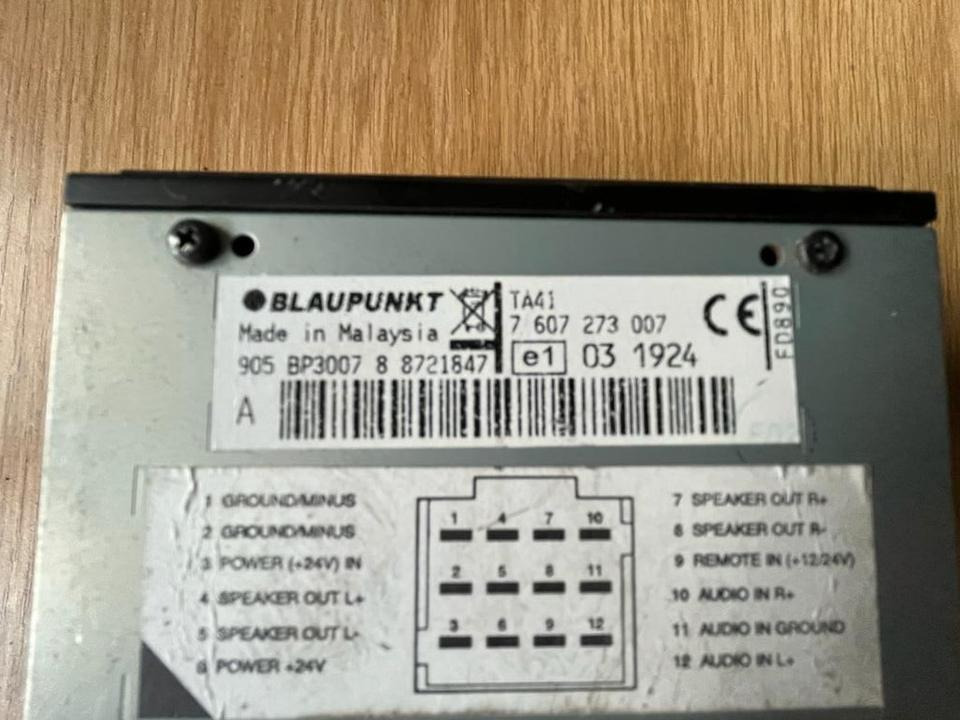 BLAUPUNKT
Made in Malaysia
905 BP3007 8 8721847
TA41
7 607 273 007
e1 03 1924
CE
FD890
A
1 GROUND/MINUS
2 GROUND/MINUS
3 POWER (+24V) IN
4 SPEAKER OUT L+
5 SPEAKER OUT L-
6 POWER +24V
1 4 7 10
2 5 8 11
3 6 9 12
7 SPEAKER OUT R+
8 SPEAKER OUT R-
9 REMOTE IN (+12/24V)
10 AUDIO IN R+
11 AUDIO IN GROUND
12 AUDIO IN L+